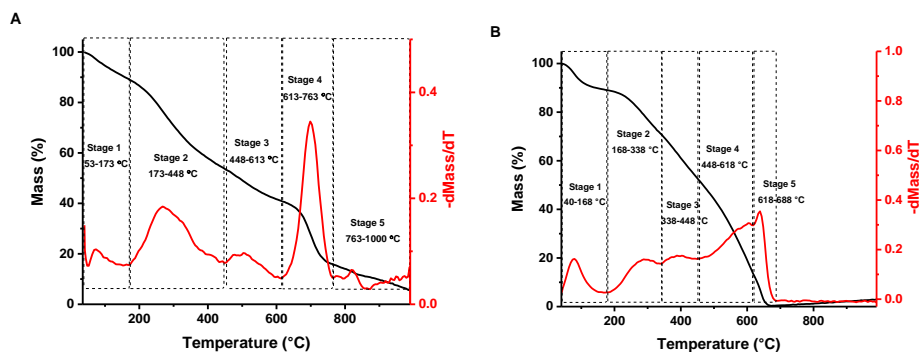 A
100
80
60
40
20
0
Mass (%)
Stage 1
53-173 °C
Stage 2
173-448 °C
Stage 3
448-613 °C
Stage 4
613-763 °C
Stage 5
763-1000 °C
0.4
0.2
0.0
-dMass/dT
200
400
600
800
Temperature (°C)
B
100
80
60
40
20
0
Mass (%)
Stage 1
40-168 °C
Stage 2
168-338 °C
Stage 3
338-448 °C
Stage 4
448-618 °C
Stage 5
618-688 °C
1.0
0.8
0.6
0.4
0.2
0.0
-dMass/dT
200
400
600
800
Temperature (°C)